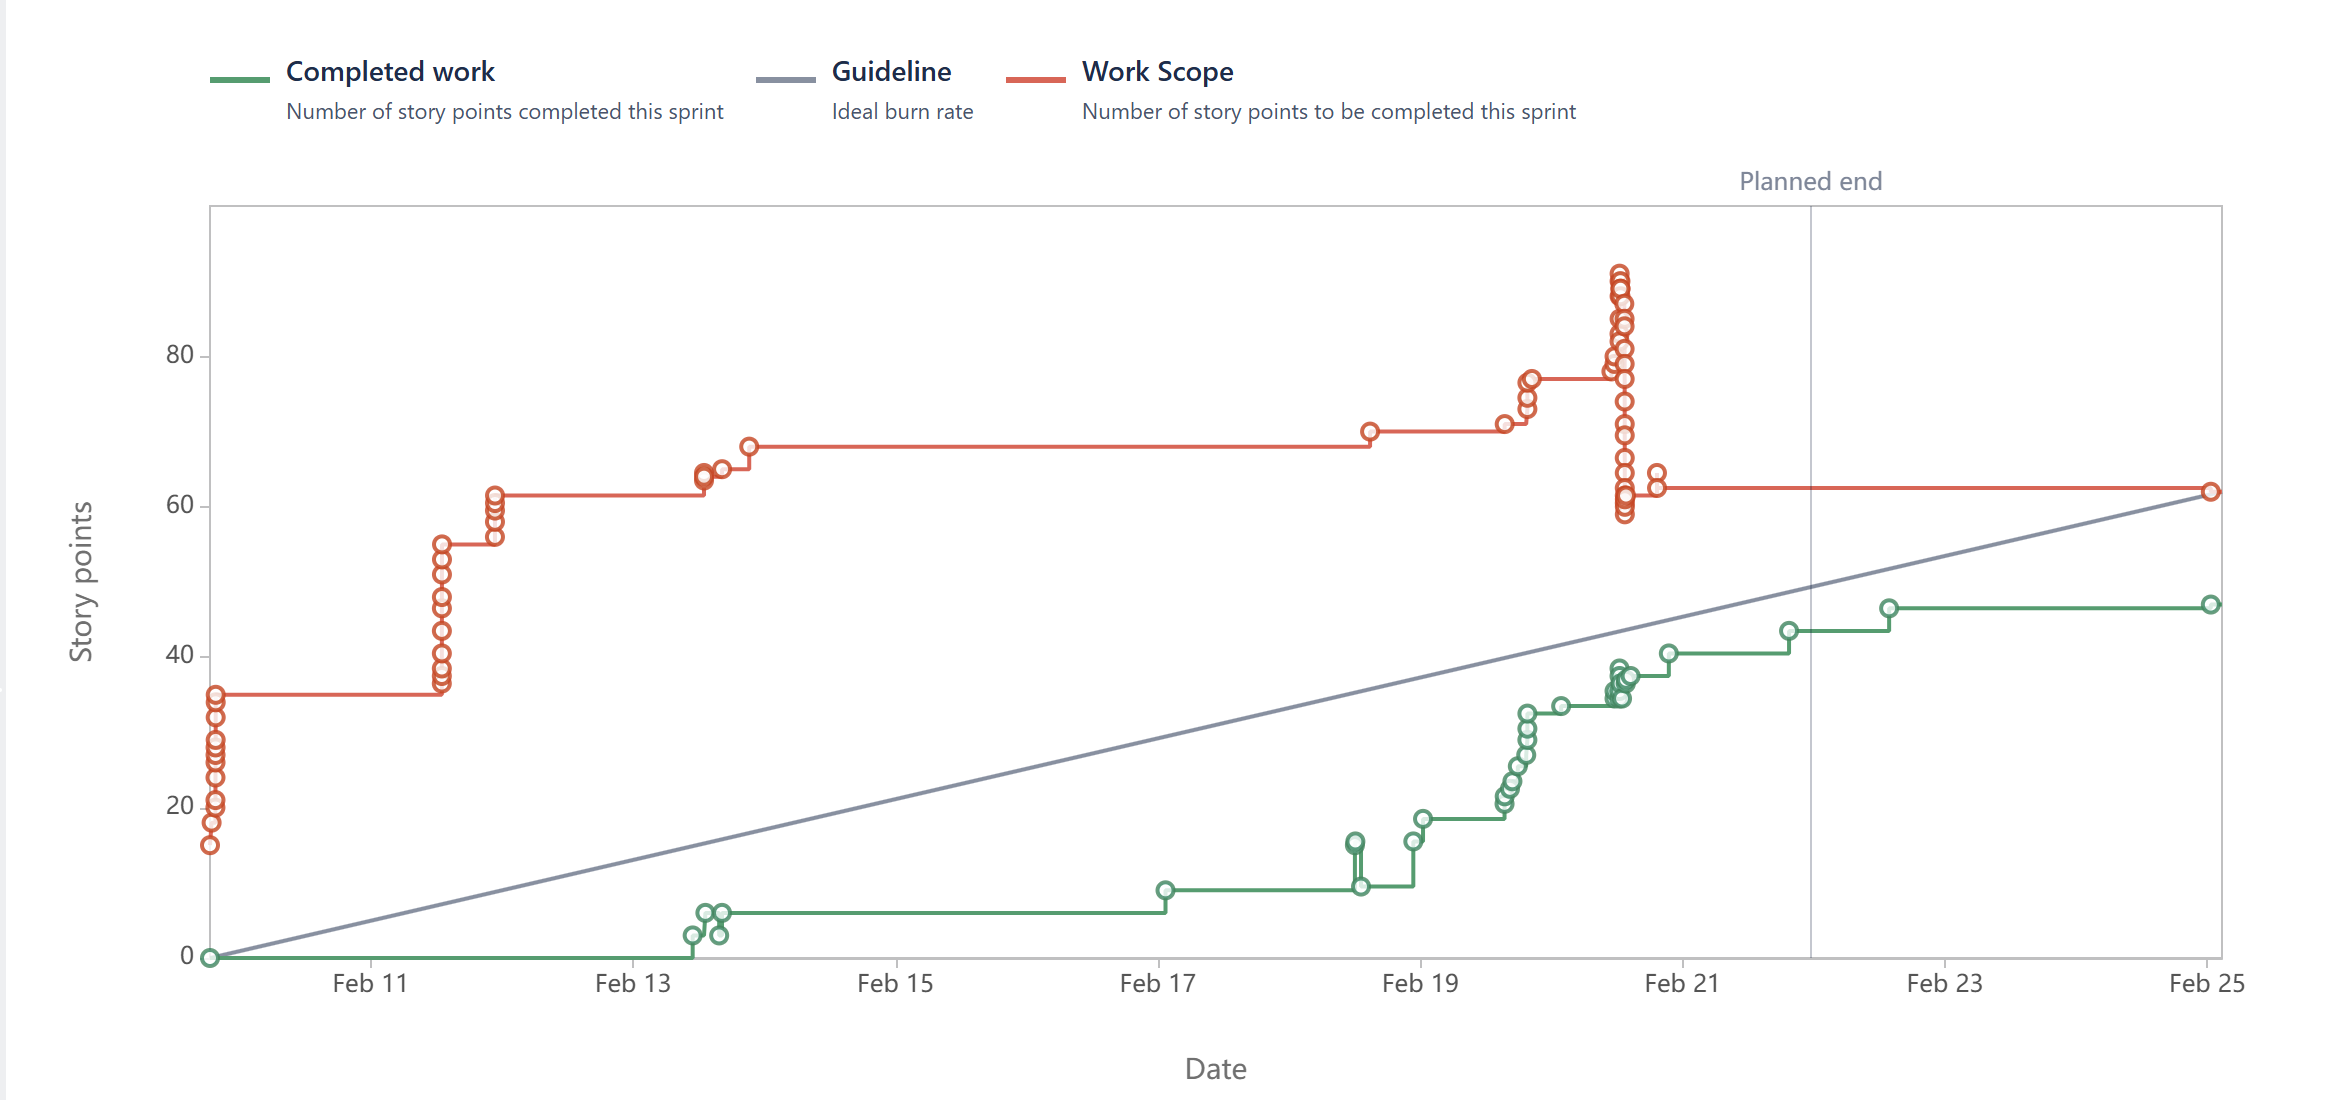 Completed work
Number of story points completed this sprint
Guideline
Ideal burn rate
Work Scope
Number of story points to be completed this sprint
Planned end
Story points
80
60
40
20
0
Feb 11
Feb 13
Feb 15
Feb 17
Feb 19
Feb 21
Feb 23
Feb 25
Date